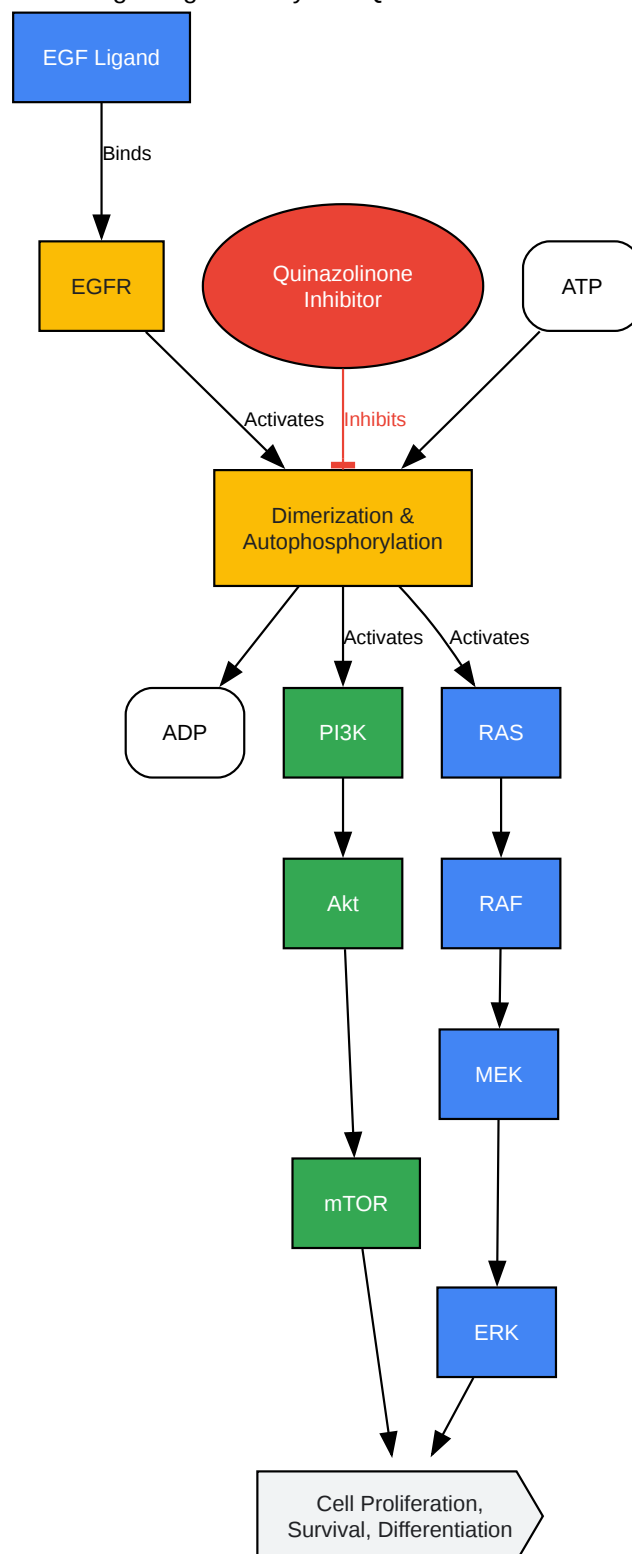 EGF Ligand
Binds
EGFR
Quinazolinone
Inhibitor
ATP
Activates
Inhibits
Dimerization &
Autophosphorylation
Activates
Activates
ADP
PI3K
RAS
Akt
RAF
MEK
mTOR
ERK
Cell Proliferation,
Survival, Differentiation